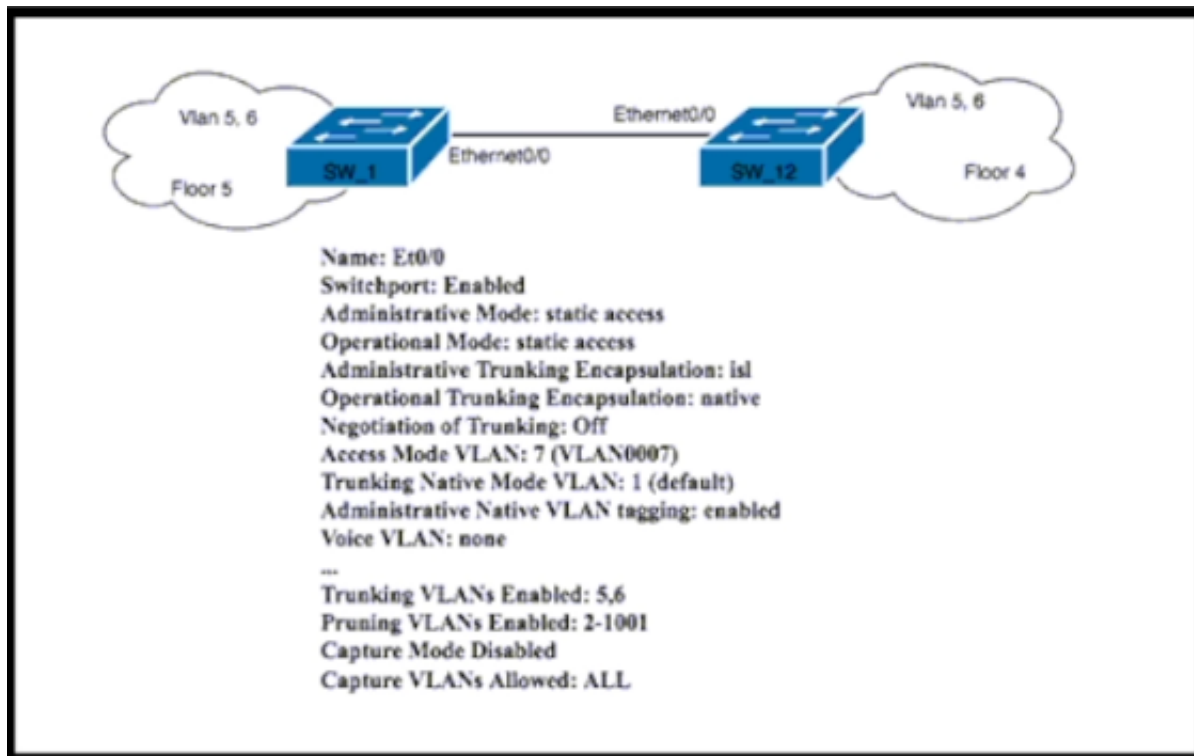 Vlan 5, 6
Ethernet0/0
Vlan 5, 6
Ethernet0/0
SW_1
SW_12
Floor 5
Floor 4
Name: Et0/0
Switchport: Enabled
Administrative Mode: static access
Operational Mode: static access
Administrative Trunking Encapsulation: isl
Operational Trunking Encapsulation: native
Negotiation of Trunking: Off
Access Mode VLAN: 7 (VLAN0007)
Trunking Native Mode VLAN: 1 (default)
Administrative Native VLAN tagging: enabled
Voice VLAN: none
...
Trunking VLANs Enabled: 5,6
Pruning VLANs Enabled: 2-1001
Capture Mode Disabled
Capture VLANs Allowed: ALL